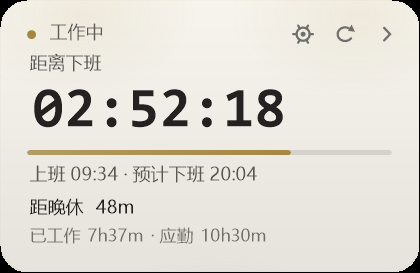 工作中
距离下班
02:52:18
上班 09:34 · 预计下班 20:04
距晚休 48m
已工作 7h37m · 应勤 10h30m